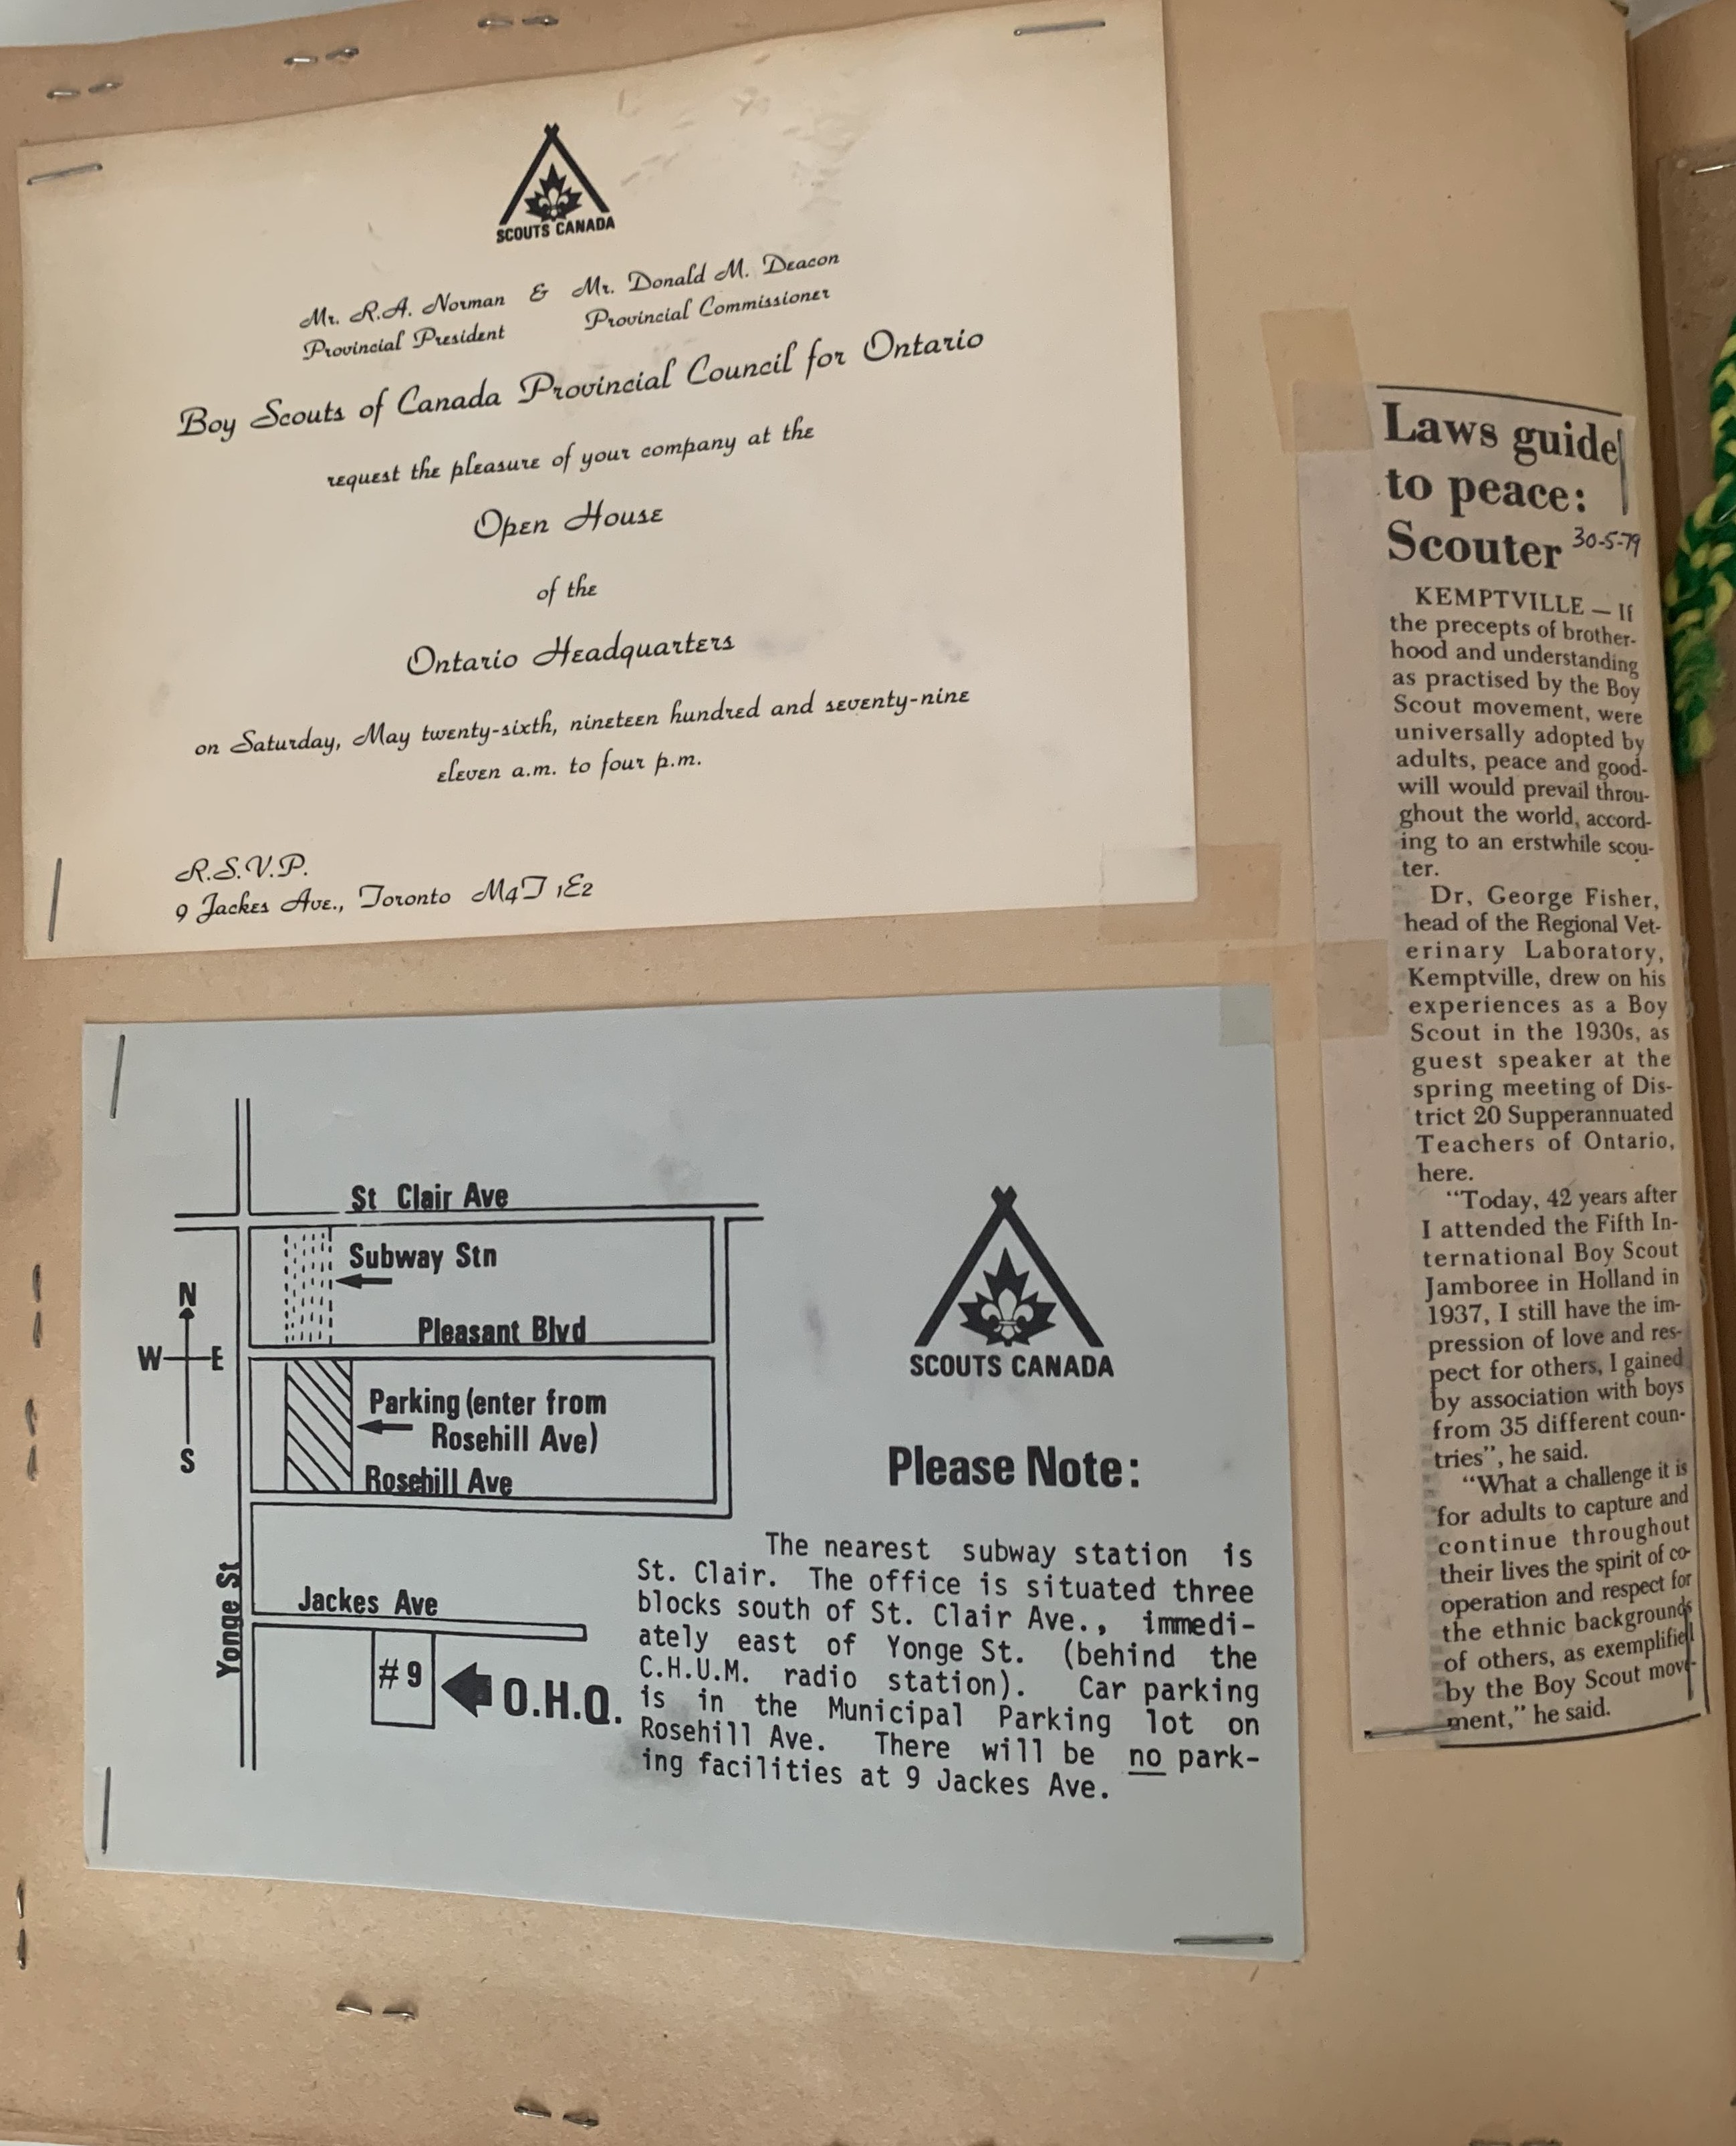 SCOUTS CANADA
Mr. R.A. Norman & Mr. Donald M. Deacon
Provincial President Provincial Commissioner
Boy Scouts of Canada Provincial Council for Ontario
request the pleasure of your company at the
Open House
of the
Ontario Headquarters
on Saturday, May twenty-sixth, nineteen hundred and seventy-nine
eleven a.m. to four p.m.
R.S.V.P.
9 Jackes Ave., Toronto M4T 1E2
St Clair Ave
Subway Stn
Pleasant Blvd
N
W E
S
Parking (enter from
Rosehill Ave)
Rosehill Ave
Yonge St
Jackes Ave
#9
O.H.Q.
SCOUTS CANADA
Please Note:
The nearest subway station is
St. Clair. The office is situated three
blocks south of St. Clair Ave., immedi-
ately east of Yonge St. (behind the
C.H.U.M. radio station). Car parking
is in the Municipal Parking lot on
Rosehill Ave. There will be no park-
ing facilities at 9 Jackes Ave.
Laws guide
to peace:
Scouter 30-5-79
KEMPTVILLE — If
the precepts of brother-
hood and understanding
as practised by the Boy
Scout movement, were
universally adopted by
adults, peace and good-
will would prevail throu-
ghout the world, accord-
ing to an erstwhile scou-
ter.
Dr, George Fisher,
head of the Regional Vet-
erinary Laboratory,
Kemptville, drew on his
experiences as a Boy
Scout in the 1930s, as
guest speaker at the
spring meeting of Dis-
trict 20 Supperannuated
Teachers of Ontario,
here.
"Today, 42 years after
I attended the Fifth In-
ternational Boy Scout
Jamboree in Holland in
1937, I still have the im-
pression of love and res-
pect for others, I gained
by association with boys
from 35 different coun-
tries", he said.
"What a challenge it is
for adults to capture and
continue throughout
their lives the spirit of co-
operation and respect for
the ethnic backgrounds
of others, as exemplified
by the Boy Scout move-
ment," he said.